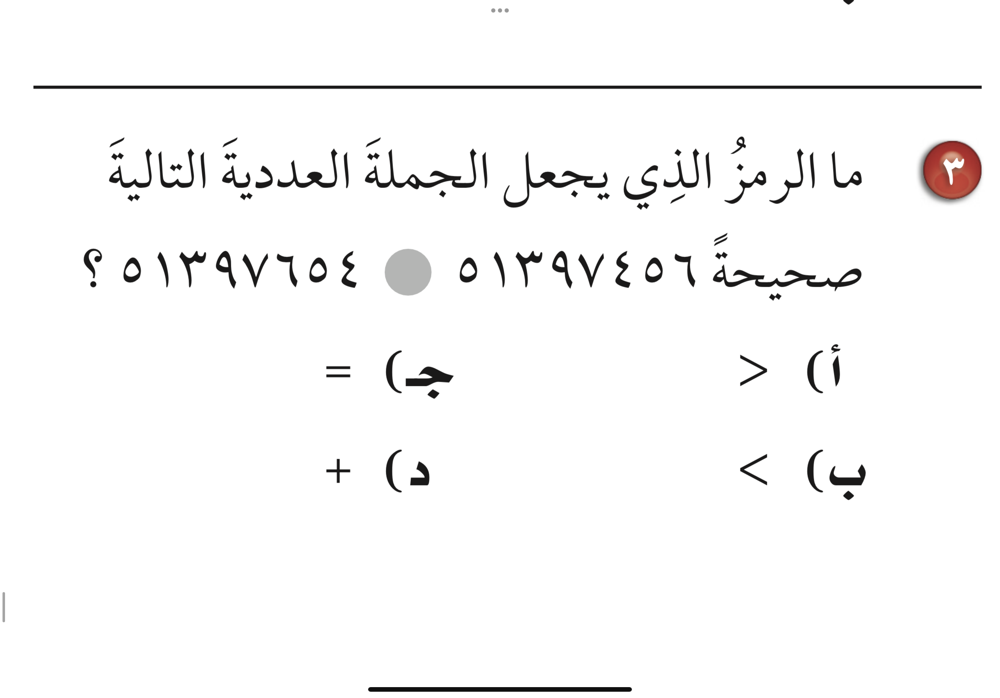 ٣ ما الرمزُ الذِي يجعل الجملةَ العدديةَ التاليةَ
صحيحةً ٥١٣٩٧٤٥٦ ● ٥١٣٩٧٦٥٤ ؟
أ) < جـ) =
ب) > د) +